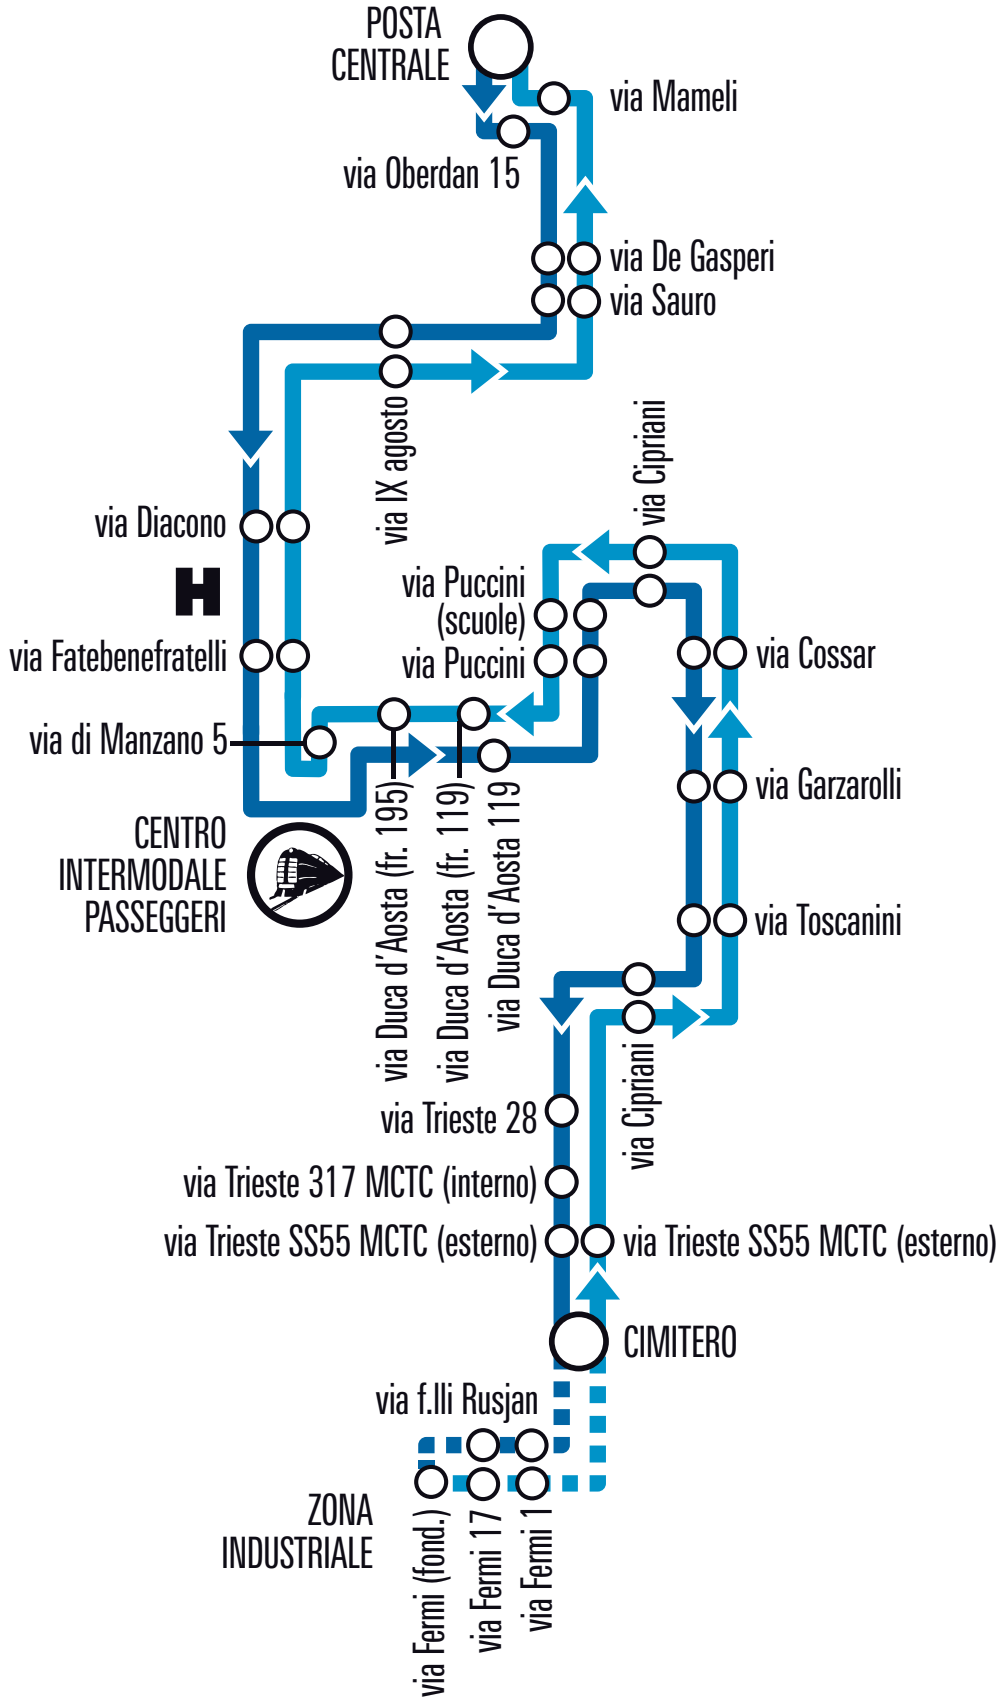 POSTA
CENTRALE
via Mameli
via Oberdan 15
via De Gasperi
via Sauro
via IX agosto
via Cipriani
via Diacono
H
via Puccini
(scuole)
via Puccini
via Fatebenefratelli
via Cossar
via di Manzano 5
via Garzarolli
CENTRO
INTERMODALE
PASSEGGERI
via Duca d'Aosta (fr. 195)
via Duca d'Aosta (fr. 119)
via Duca d'Aosta 119
via Toscanini
via Cipriani
via Trieste 28
via Trieste 317 MCTC (interno)
via Trieste SS55 MCTC (esterno)
via Trieste SS55 MCTC (esterno)
CIMITERO
via f.lli Rusjan
ZONA
INDUSTRIALE
via Fermi (fond.)
via Fermi 17
via Fermi 1